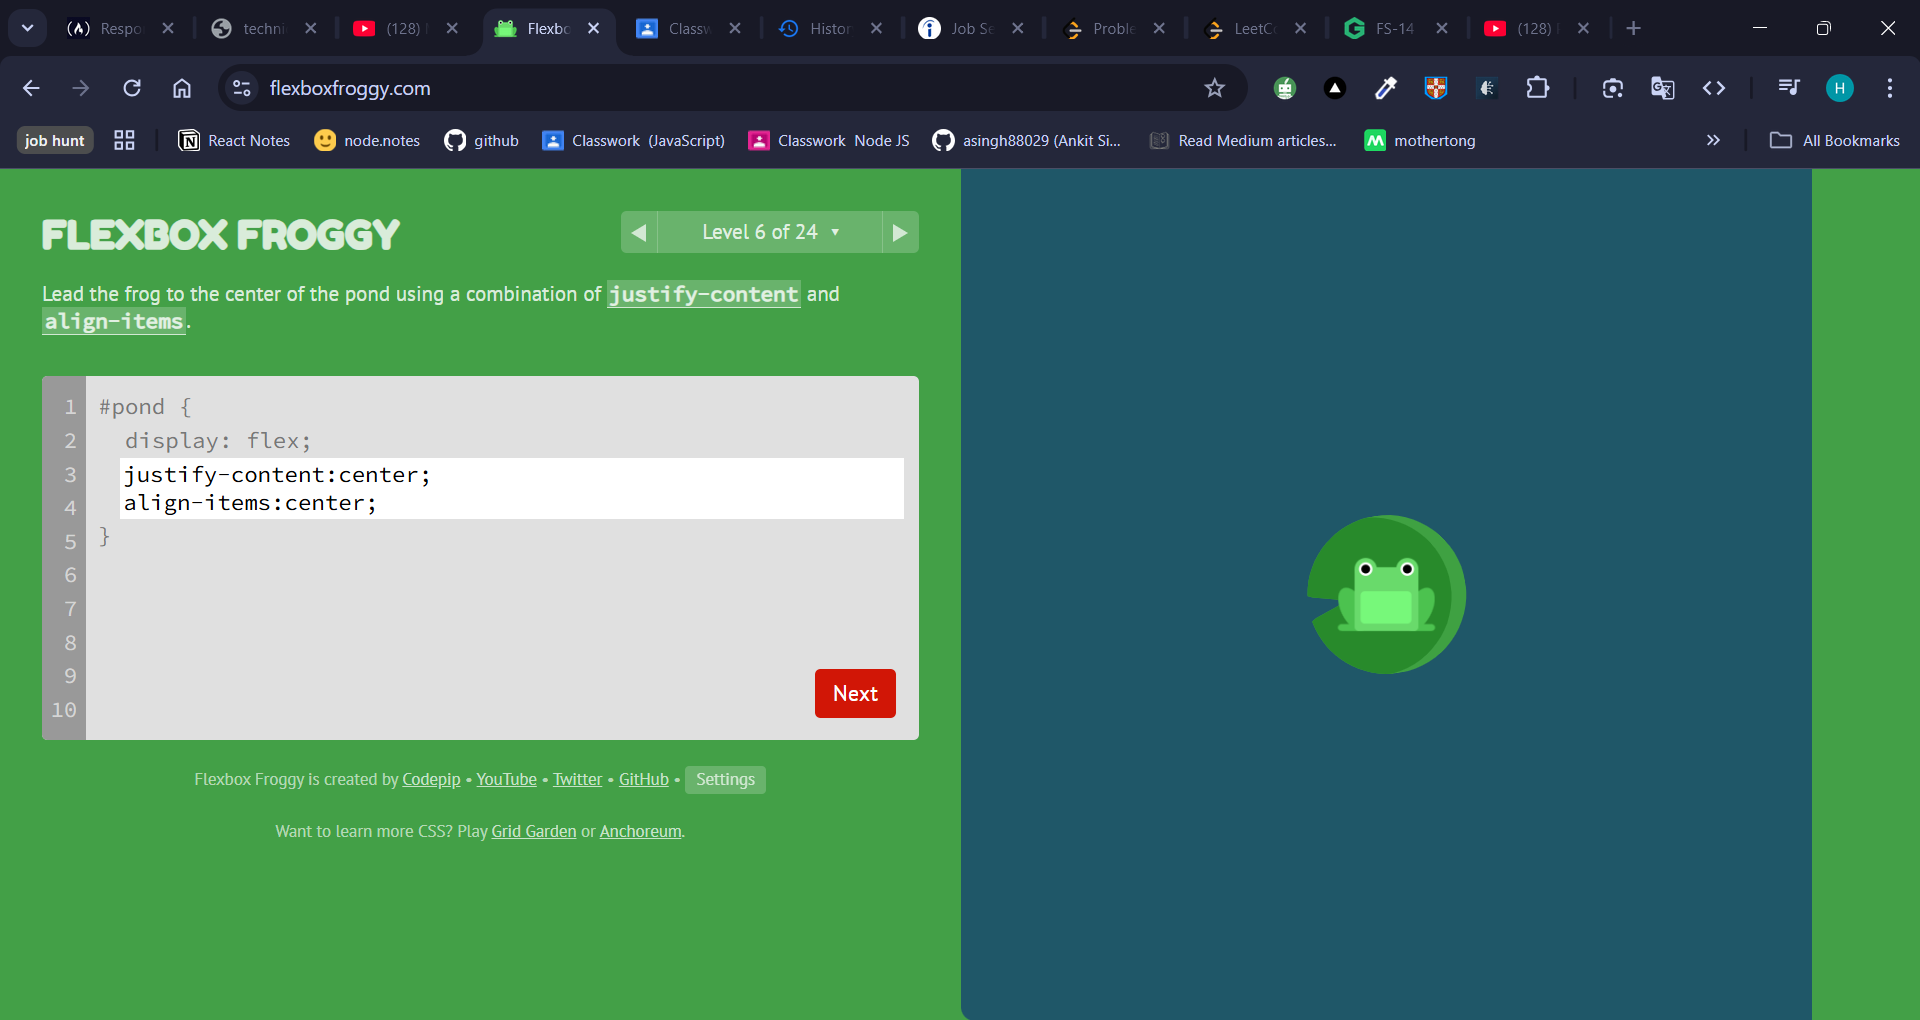 Respo
techni
(128)
Flexbo
Classw
Histor
Job Se
Proble
LeetCo
FS-14
(128)
flexboxfroggy.com
H
job hunt
React Notes
node.notes
github
Classwork (JavaScript)
Classwork Node JS
asingh88029 (Ankit Si...
Read Medium articles...
mothertong
All Bookmarks
FLEXBOX FROGGY
Level 6 of 24
Lead the frog to the center of the pond using a combination of justify-content and
align-items.
1 #pond {
2 display: flex;
3 justify-content:center;
4 align-items:center;
5 }
6
7
8
9
10
Next
Flexbox Froggy is created by Codepip • YouTube • Twitter • GitHub • Settings
Want to learn more CSS? Play Grid Garden or Anchoreum.